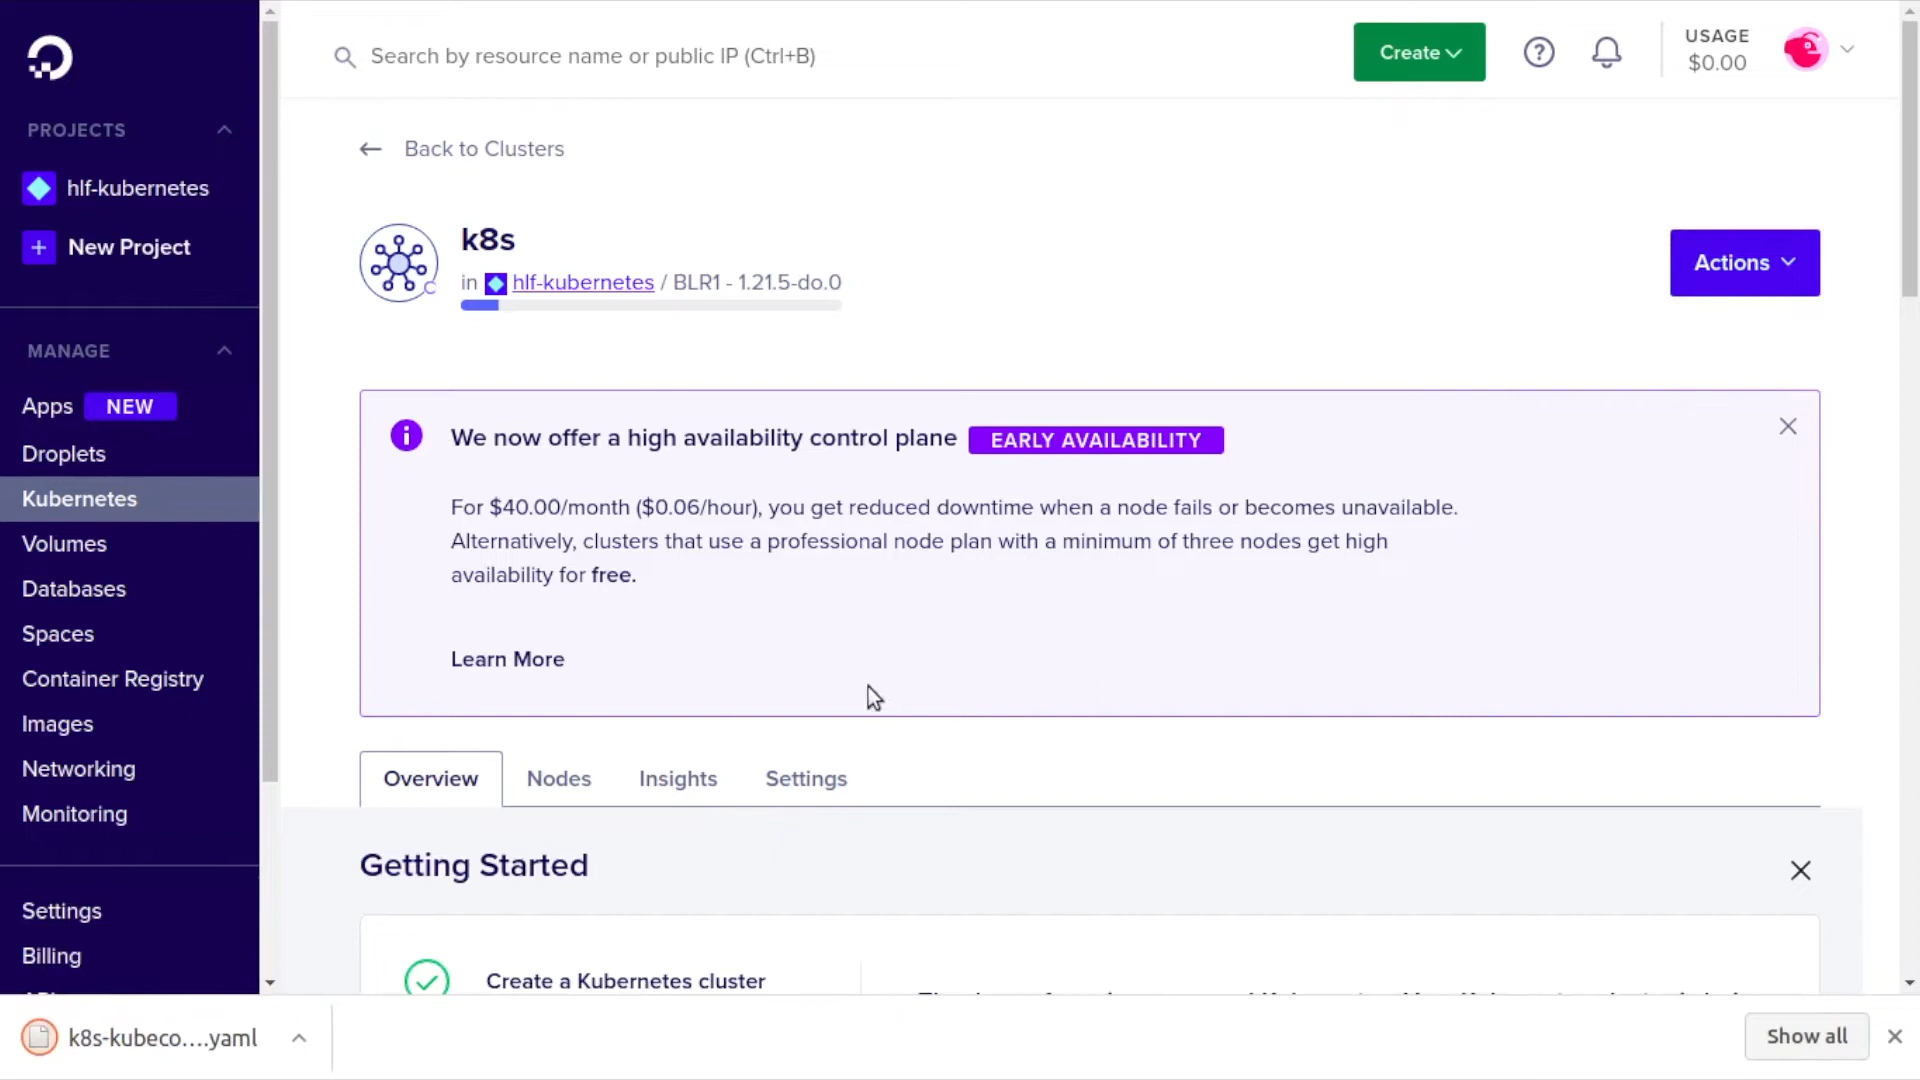 Search by resource name or public IP (Ctrl+B)
Create
USAGE
$0.00
PROJECTS
hlf-kubernetes
New Project
MANAGE
Apps NEW
Droplets
Kubernetes
Volumes
Databases
Spaces
Container Registry
Images
Networking
Monitoring
Settings
Billing
Back to Clusters
k8s
in hlf-kubernetes / BLR1 - 1.21.5-do.0
Actions
We now offer a high availability control plane EARLY AVAILABILITY
For $40.00/month ($0.06/hour), you get reduced downtime when a node fails or becomes unavailable.
Alternatively, clusters that use a professional node plan with a minimum of three nodes get high
availability for free.
Learn More
Overview Nodes Insights Settings
Getting Started
Create a Kubernetes cluster
k8s-kubeco....yaml
Show all